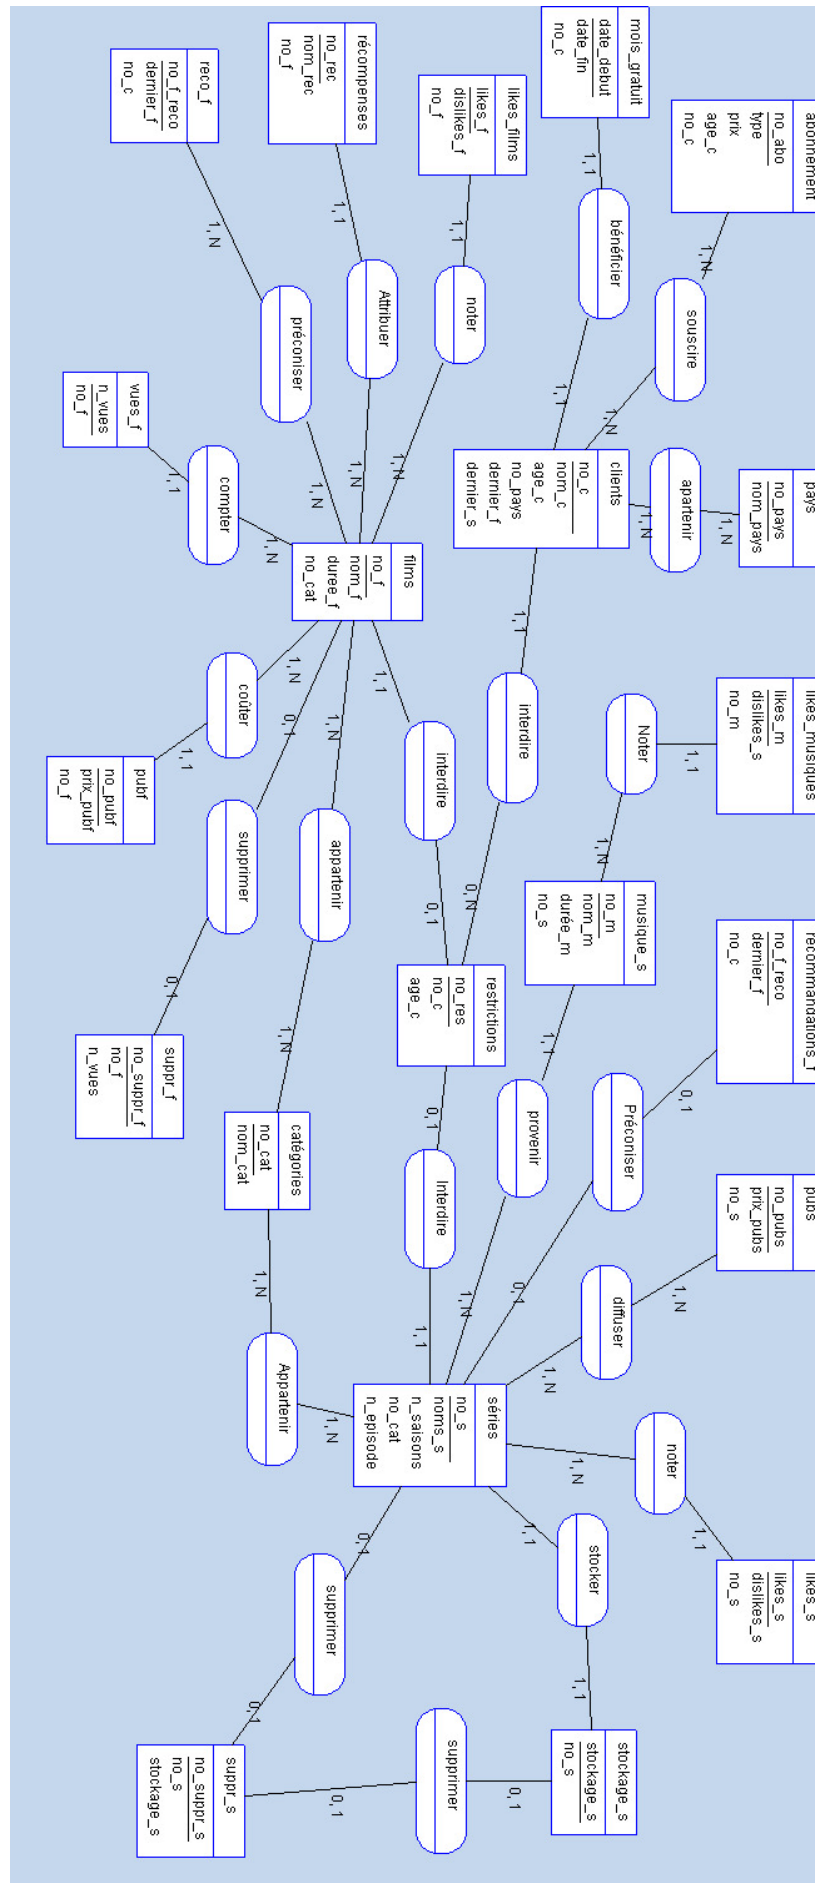 abonnement
no_abo
type
prix
age_c
no_c
pays
no_pays
nom_pays
likes_musiques
likes_m
dislikes_s
no_m
recommandations_f
no_f_reco
dernier_f
no_c
pubs
no_pubs
prix_pubs
no_s
likes_s
likes_s
dislikes_s
no_s
1, N
souscire
1, N
1, N
apartenir
1, N
1, 1
Noter
1, N
0, 1
Préconiser
0, 1
1, N
diffuser
1, N
1, 1
noter
1, N
mois_gratuit
date_debut
date_fin
no_c
1, 1
bénéficier
1, 1
clients
no_c
nom_c
age_c
no_pays
dernier_f
dernier_s
musique_s
no_m
nom_m
durée_m
no_s
1, 1
provenir
1, N
stocker
1, 1
1, 1
stockage_s
stockage_s
no_s
1, 1
interdire
0, N
likes_films
likes_f
dislikes_f
no_f
1, 1
noter
1, N
récompenses
no_rec
nom_rec
no_f
1, 1
Attribuer
1, N
reco_f
no_f_reco
dernier_f
no_c
1, N
préconiser
1, N
vues_f
n_vues
no_f
1, 1
compter
1, N
films
no_f
nom_f
duree_f
no_cat
1, 1
interdire
0, 1
restrictions
no_res
no_c
age_c
0, 1
Interdire
1, 1
séries
no_s
noms_s
n_saisons
no_cat
n_episode
1, N
appartenir
1, N
catégories
no_cat
nom_cat
1, N
Appartenir
1, N
0, 1
supprimer
0, 1
1, N
coûter
1, 1
pubf
no_pubf
prix_pubf
no_f
0, 1
supprimer
0, 1
suppr_f
no_suppr_f
no_f
n_vues
suppr_s
no_suppr_s
no_s
stockage_s
0, 1
supprimer
0, 1